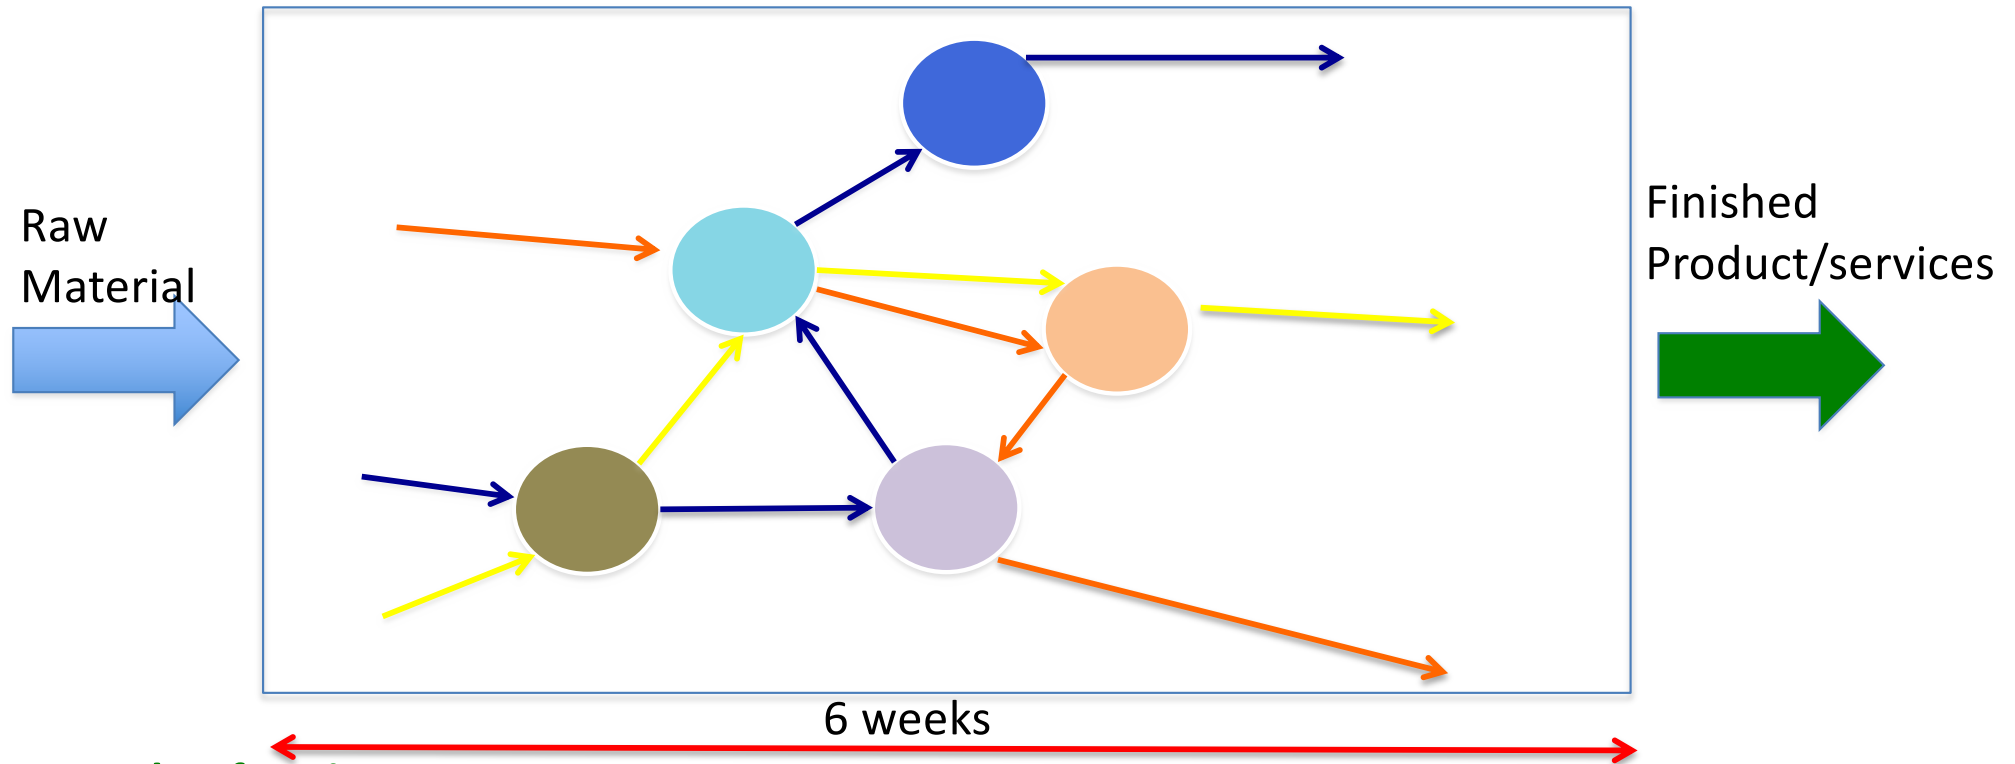 Raw
Material
Finished
Product/services
6 weeks